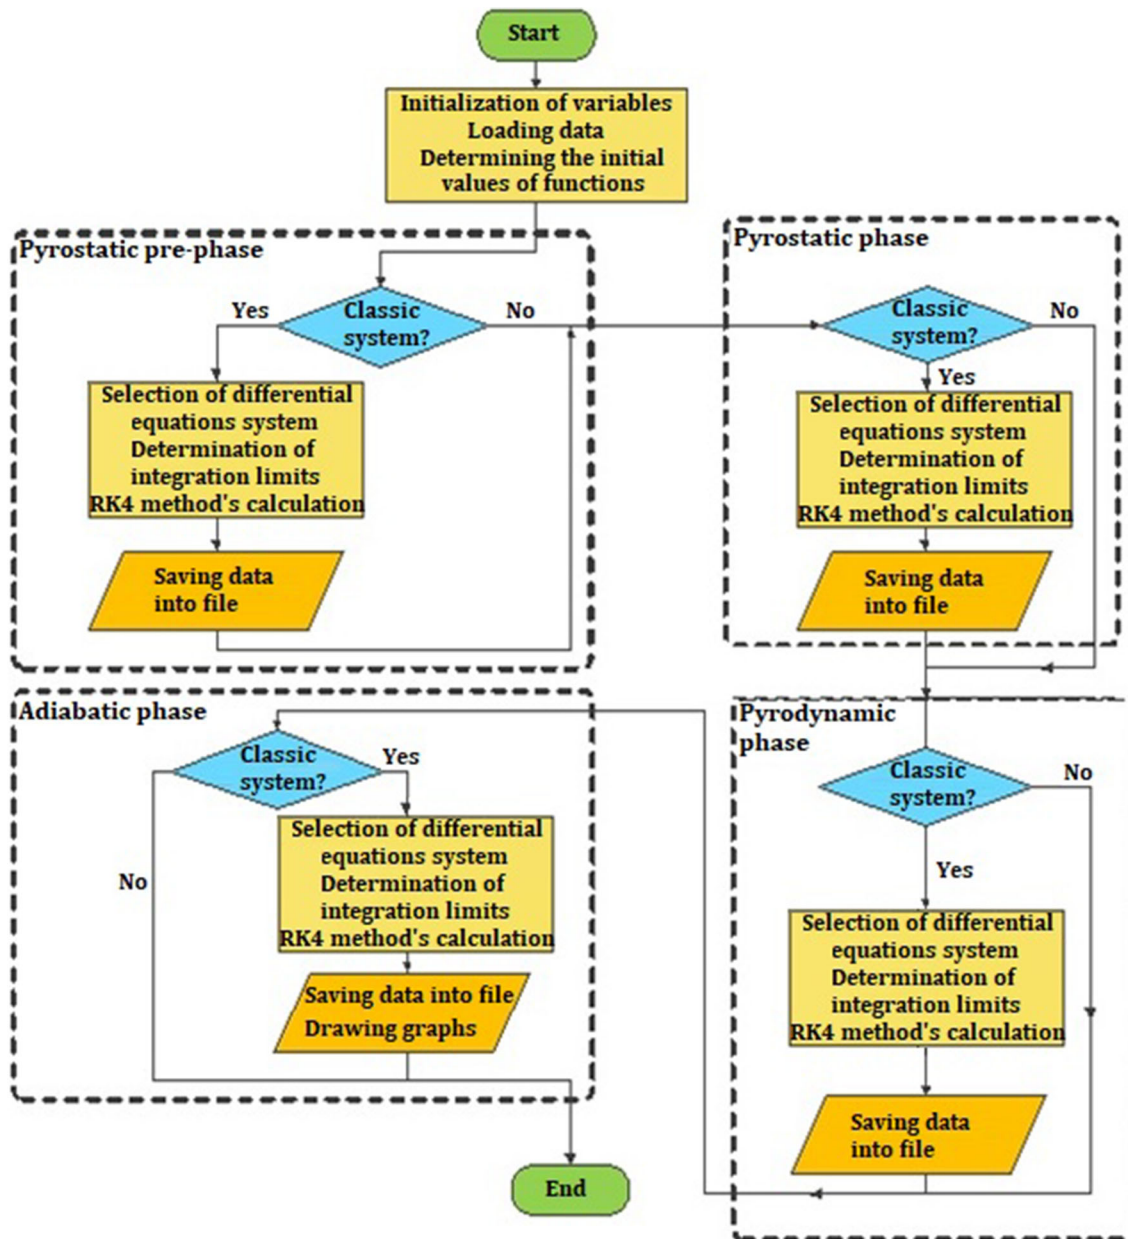 Start
Initialization of variables
Loading data
Determining the initial
values of functions
Pyrostatic pre-phase
Yes
Classic
system?
No
Selection of differential
equations system
Determination of
integration limits
RK4 method's calculation
Saving data
into file
Pyrostatic phase
Classic
system?
No
Yes
Selection of differential
equations system
Determination of
integration limits
RK4 method's calculation
Saving data
into file
Pyrodynamic
phase
Classic
system?
No
Yes
Selection of differential
equations system
Determination of
integration limits
RK4 method's calculation
Saving data
into file
Adiabatic phase
Classic
system?
Yes
No
Selection of differential
equations system
Determination of
integration limits
RK4 method's calculation
Saving data into file
Drawing graphs
End